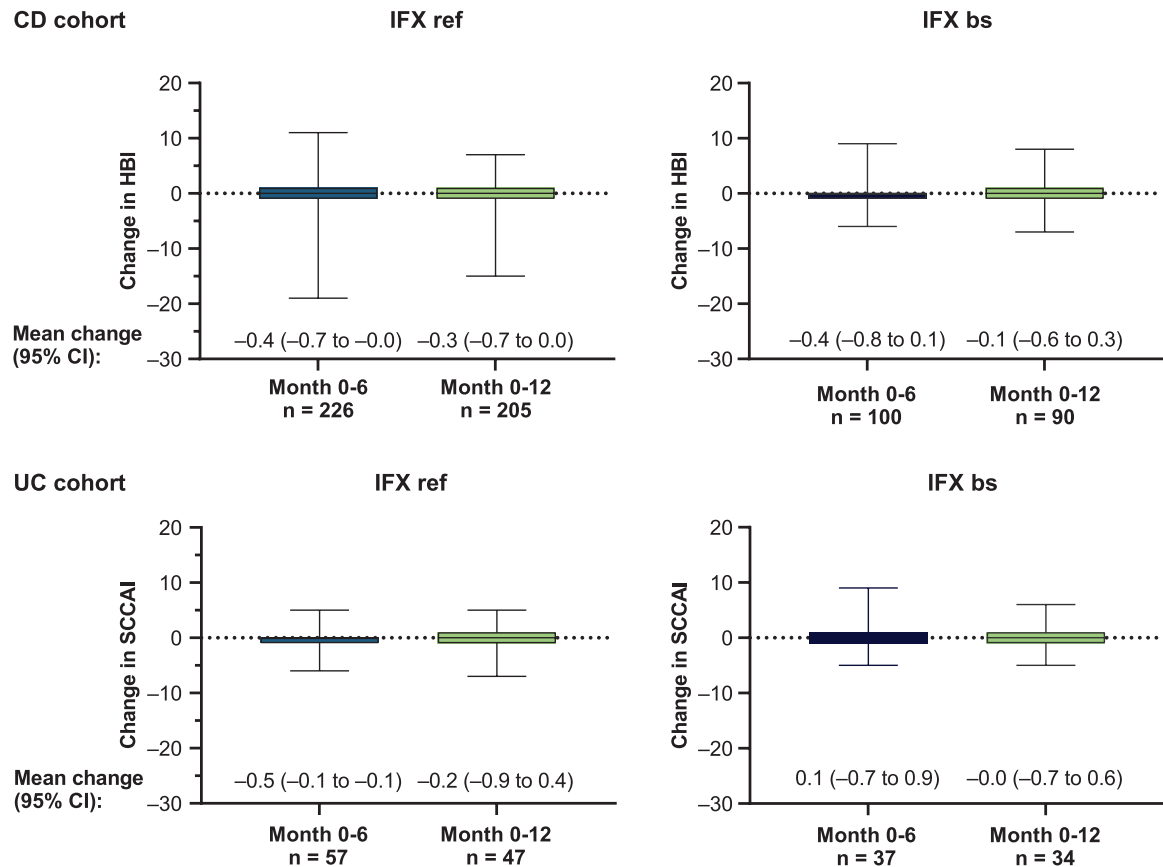 CD cohort IFX ref IFX bs
20
10
0
–10
–20
–30
Change in HBI
Mean change
(95% CI):
–0.4 (–0.7 to –0.0) –0.3 (–0.7 to 0.0)
Month 0-6 Month 0-12
n = 226 n = 205
20
10
0
–10
–20
–30
Change in HBI
–0.4 (–0.8 to 0.1) –0.1 (–0.6 to 0.3)
Month 0-6 Month 0-12
n = 100 n = 90
UC cohort IFX ref IFX bs
20
10
0
–10
–20
–30
Change in SCCAI
Mean change
(95% CI):
–0.5 (–0.1 to –0.1) –0.2 (–0.9 to 0.4)
Month 0-6 Month 0-12
n = 57 n = 47
20
10
0
–10
–20
–30
Change in SCCAI
0.1 (–0.7 to 0.9) –0.0 (–0.7 to 0.6)
Month 0-6 Month 0-12
n = 37 n = 34